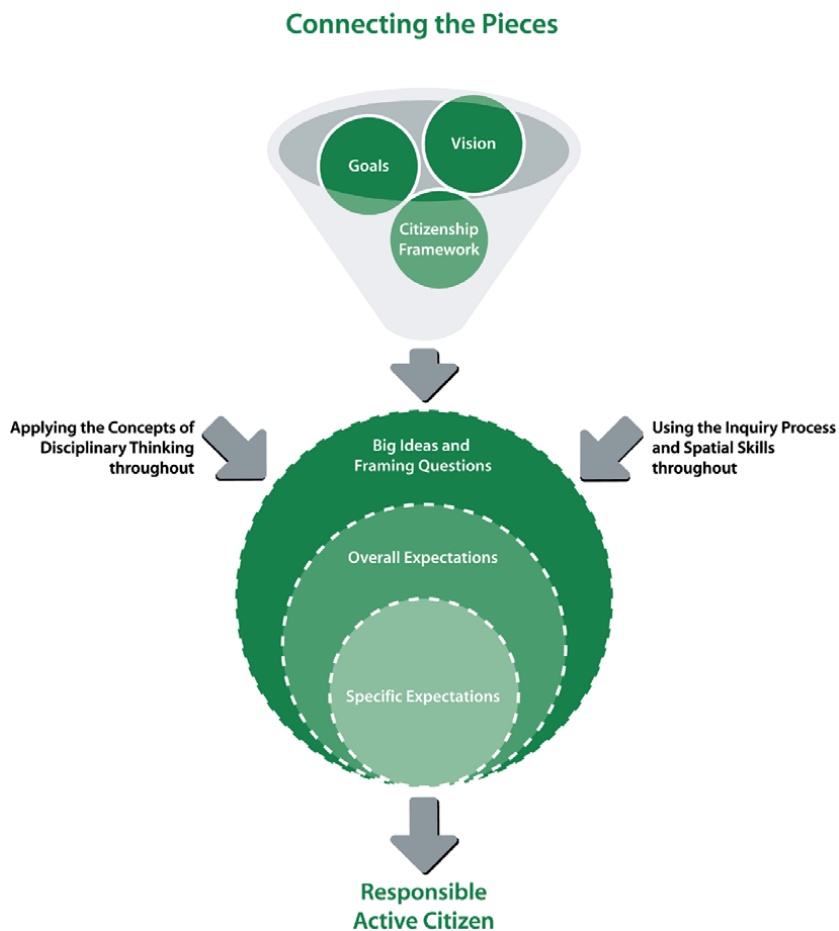 Connecting the Pieces
Goals
Vision
Citizenship
Framework
Applying the Concepts of
Disciplinary Thinking
throughout
Big Ideas and
Framing Questions
Using the Inquiry Process
and Spatial Skills
throughout
Overall Expectations
Specific Expectations
Responsible
Active Citizen